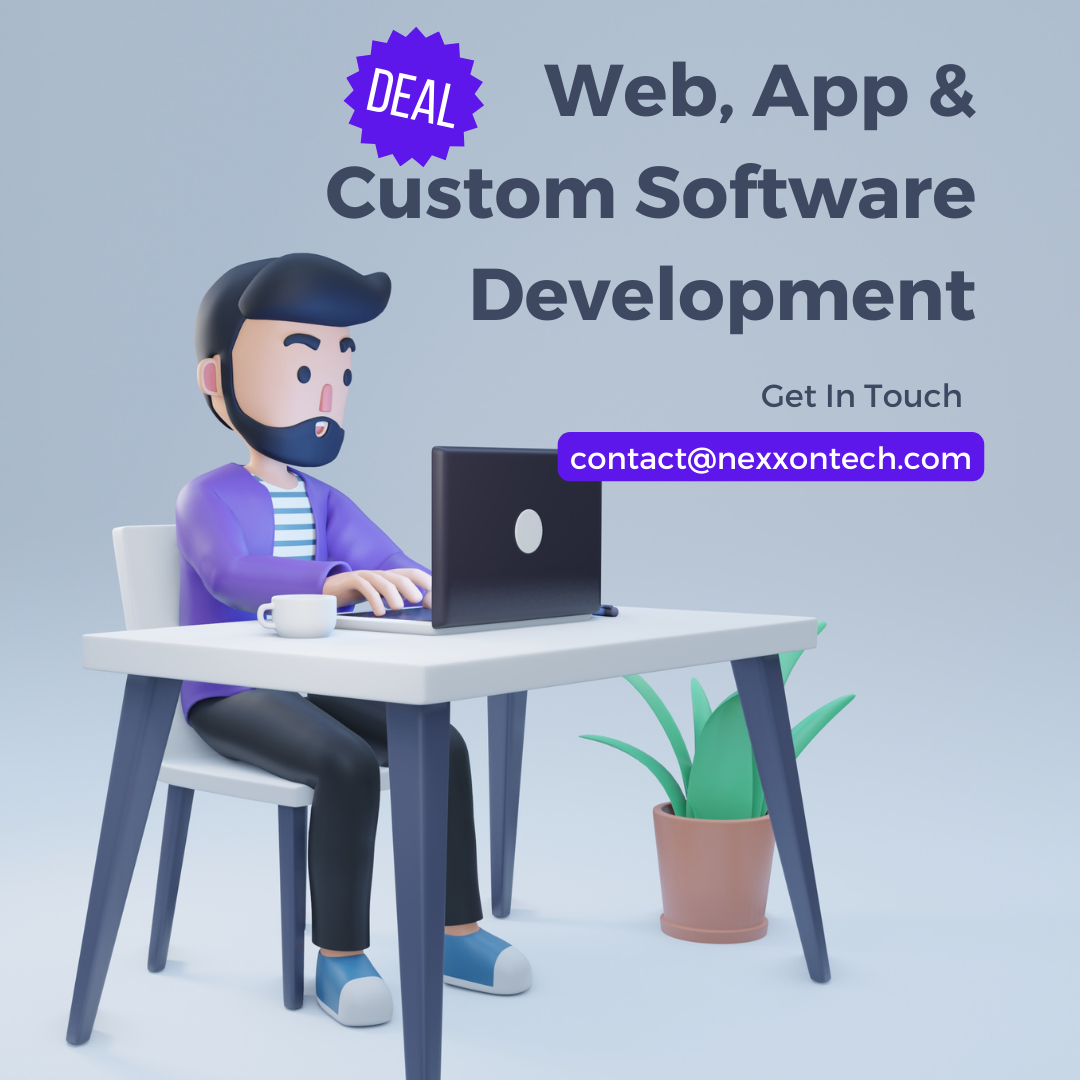 DEAL
Web, App &
Custom Software
Development
Get In Touch
contact@nexxontech.com